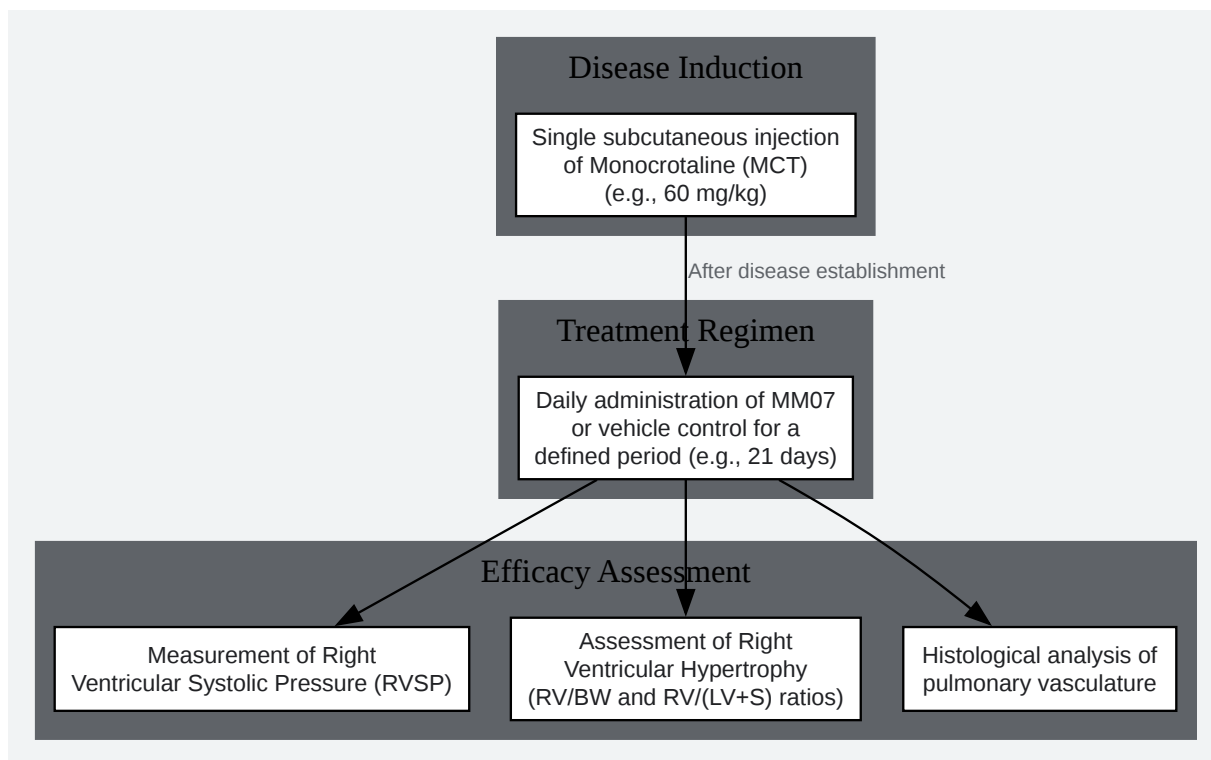 Disease Induction
Single subcutaneous injection
of Monocrotaline (MCT)
(e.g., 60 mg/kg)
After disease establishment
Treatment Regimen
Daily administration of MM07
or vehicle control for a
defined period (e.g., 21 days)
Efficacy Assessment
Measurement of Right
Ventricular Systolic Pressure (RVSP)
Assessment of Right
Ventricular Hypertrophy
(RV/BW and RV/(LV+S) ratios)
Histological analysis of
pulmonary vasculature